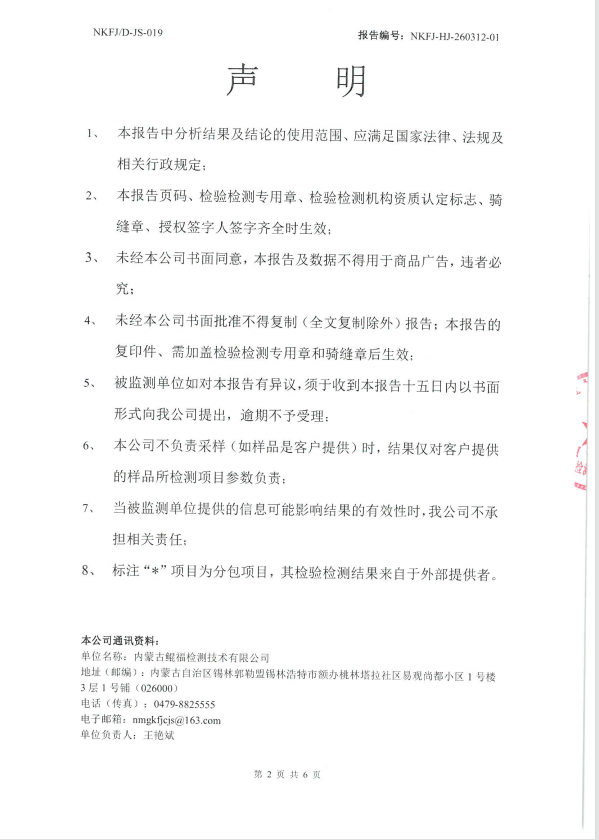 NKFJ/D-JS-019 报告编号：NKFJ-HJ-260312-01
声 明
1、 本报告中分析结果及结论的使用范围、应满足国家法律、法规及
相关行政规定；
2、 本报告页码、检验检测专用章、检验检测机构资质认定标志、骑
缝章、授权签字人签字齐全时生效；
3、 未经本公司书面同意，本报告及数据不得用于商品广告，违者必
究；
4、 未经本公司书面批准不得复制（全文复制除外）报告；本报告的
复印件、需加盖检验检测专用章和骑缝章后生效；
5、 被监测单位如对本报告有异议，须于收到本报告十五日内以书面
形式向我公司提出，逾期不予受理；
6、 本公司不负责采样（如样品是客户提供）时，结果仅对客户提供
的样品所检测项目参数负责；
7、 当被监测单位提供的信息可能影响结果的有效性时，我公司不承
担相关责任；
8、 标注“*”项目为分包项目，其检验检测结果来自于外部提供者。
本公司通讯资料：
单位名称：内蒙古鲲福检测技术有限公司
地址（邮编）：内蒙古自治区锡林郭勒盟锡林浩特市额办桃林塔拉社区易观尚都小区 1 号楼
3 层 1 号铺（026000）
电话（传真）：0479-8825555
电子邮箱：nmgkfjcjs@163.com
单位负责人：王艳斌
第 2 页 共 6 页